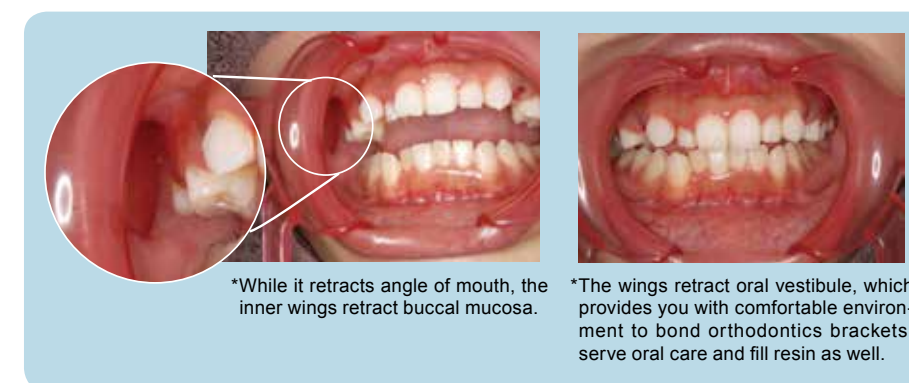 *While it retracts angle of mouth, the
inner wings retract buccal mucosa.
*The wings retract oral vestibule, which
provides you with comfortable environ-
ment to bond orthodontics brackets
serve oral care and fill resin as well.